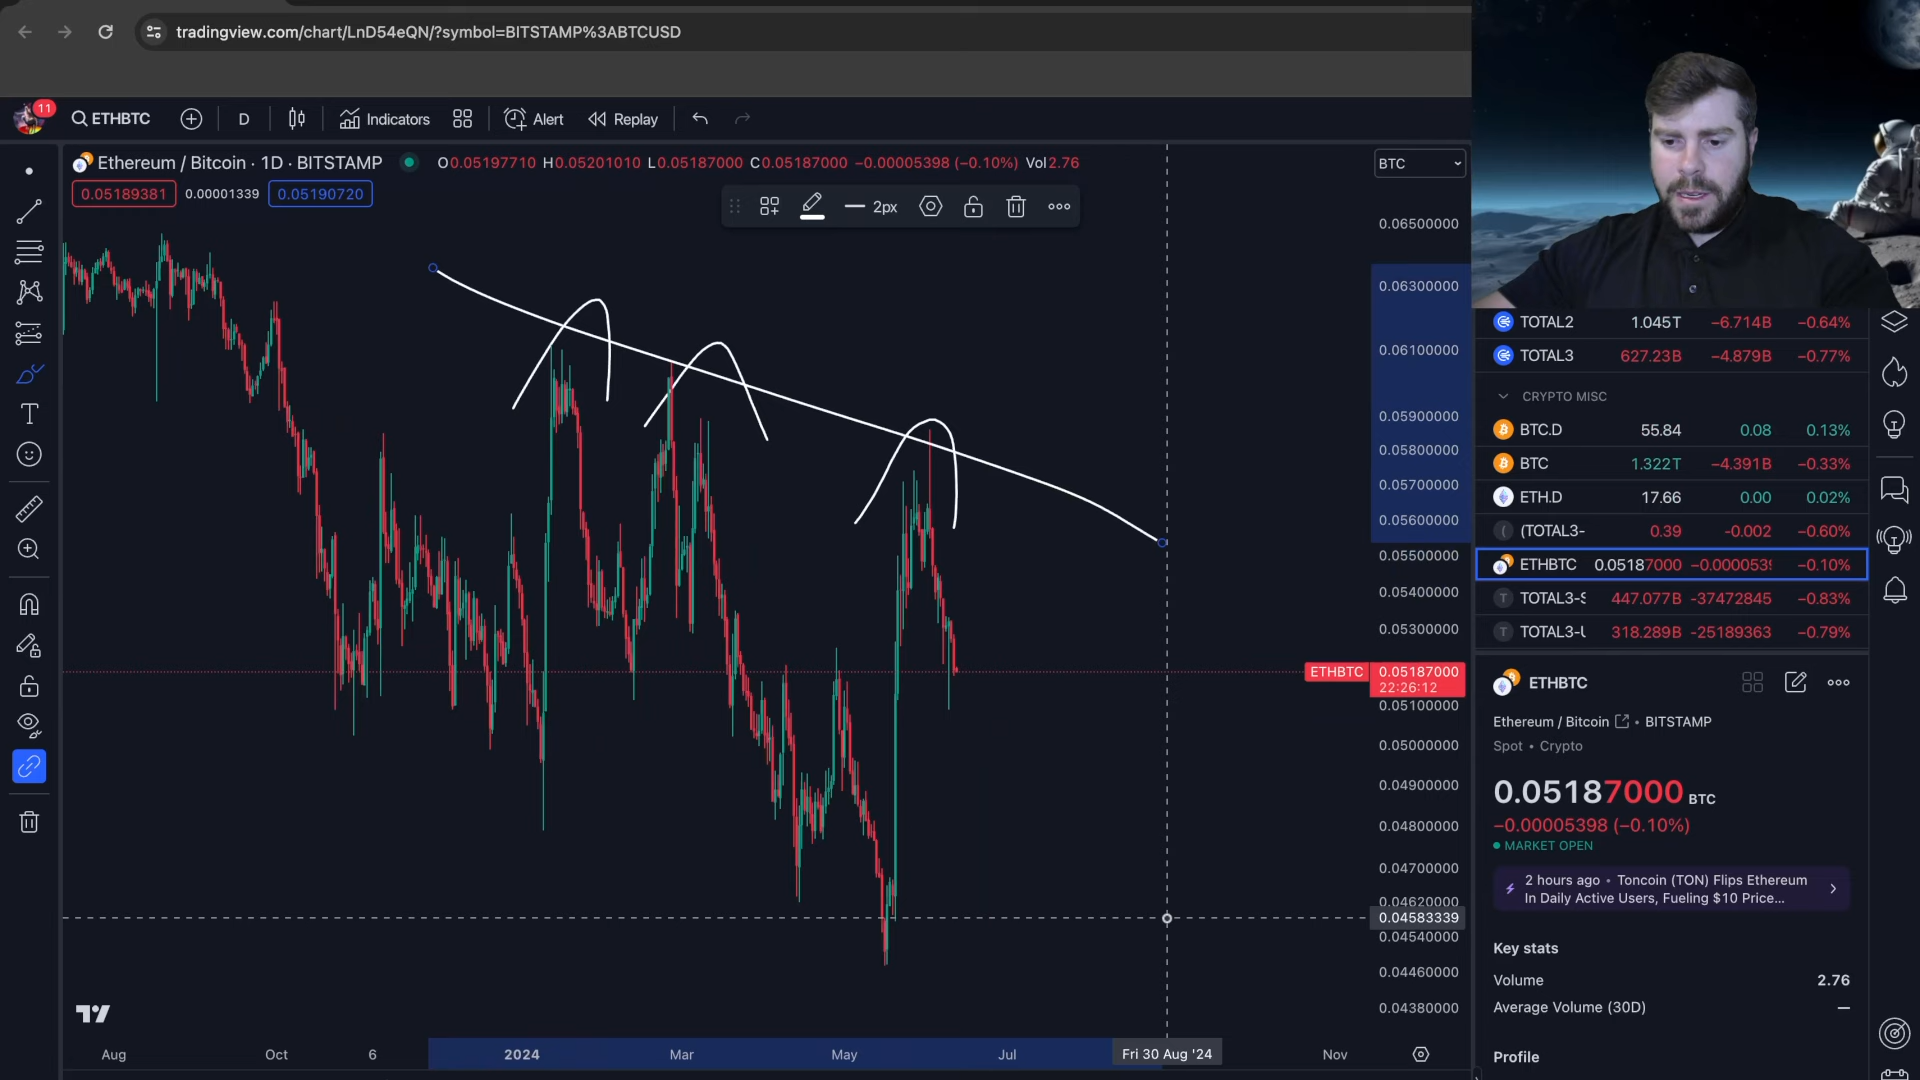 tradingview.com/chart/LnD54eQN/?symbol=BITSTAMP%3ABTCUSD
11
ETHBTC D Indicators Alert Replay
Ethereum / Bitcoin · 1D · BITSTAMP O0.05197710 H0.05201010 L0.05187000 C0.05187000 −0.00005398 (−0.10%) Vol2.76
BTC
0.05189381 0.00001339 0.05190720
2px
0.06500000
0.06300000
0.06100000
0.05900000
0.05800000
0.05700000
0.05600000
0.05500000
0.05400000
0.05300000
ETHBTC 0.05187000
22:26:12
0.05100000
0.05000000
0.04900000
0.04800000
0.04700000
0.04620000
0.04583339
0.04540000
0.04460000
0.04380000
Aug Oct 6 2024 Mar May Jul Fri 30 Aug '24 Nov
TOTAL2 1.045T −6.714B −0.64%
TOTAL3 627.23B −4.879B −0.77%
CRYPTO MISC
BTC.D 55.84 0.08 0.13%
BTC 1.322T −4.391B −0.33%
ETH.D 17.66 0.00 0.02%
(TOTAL3- 0.39 -0.002 −0.60%
ETHBTC 0.05187000 −0.0000539 −0.10%
TOTAL3-S 447.077B -37472845 −0.83%
TOTAL3-U 318.289B -25189363 −0.79%
ETHBTC
Ethereum / Bitcoin • BITSTAMP
Spot • Crypto
0.05187000 BTC
−0.00005398 (−0.10%)
MARKET OPEN
2 hours ago • Toncoin (TON) Flips Ethereum
In Daily Active Users, Fueling $10 Price...
Key stats
Volume 2.76
Average Volume (30D) —
Profile